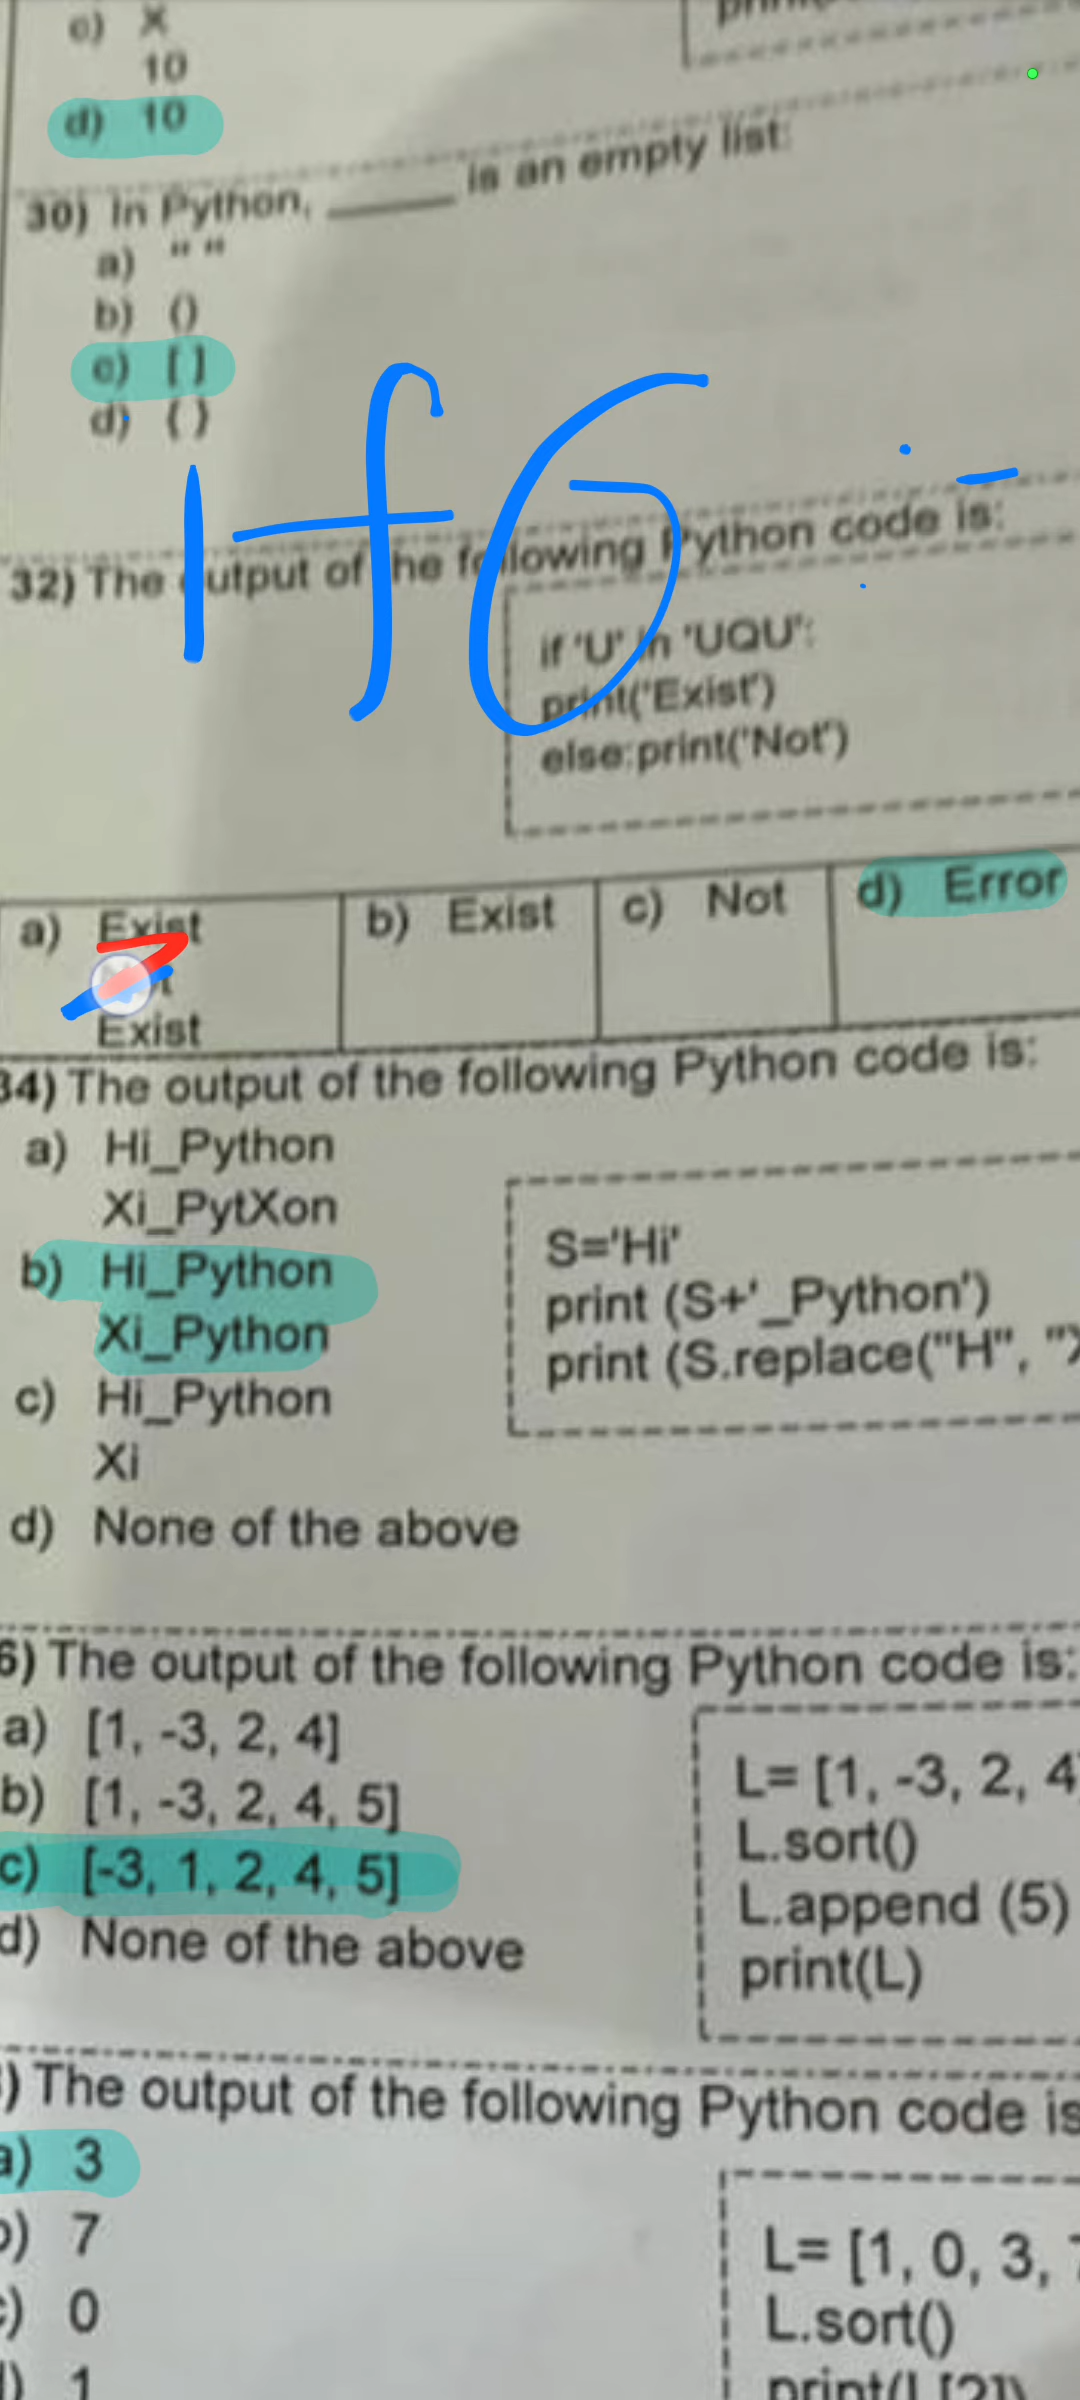 c) X
10
d) 10
30) In Python, ______ is an empty list:
a) " "
b) ()
c) [ ]
d) { }
32) The output of the following Python code is:
if 'U' in 'UQU':
print('Exist')
else:print('Not')
a) Exist
Exist
b) Exist
c) Not
d) Error
34) The output of the following Python code is:
a) Hi_Python
Xi_PytXon
b) Hi_Python
Xi_Python
c) Hi_Python
Xi
d) None of the above
S='Hi'
print (S+'_Python')
print (S.replace("H", "X
6) The output of the following Python code is:
a) [1, -3, 2, 4]
b) [1, -3, 2, 4, 5]
c) [-3, 1, 2, 4, 5]
d) None of the above
L= [1, -3, 2, 4]
L.sort()
L.append (5)
print(L)
) The output of the following Python code is
a) 3
b) 7
c) 0
d) 1
L= [1, 0, 3,
L.sort()
print(L[2])